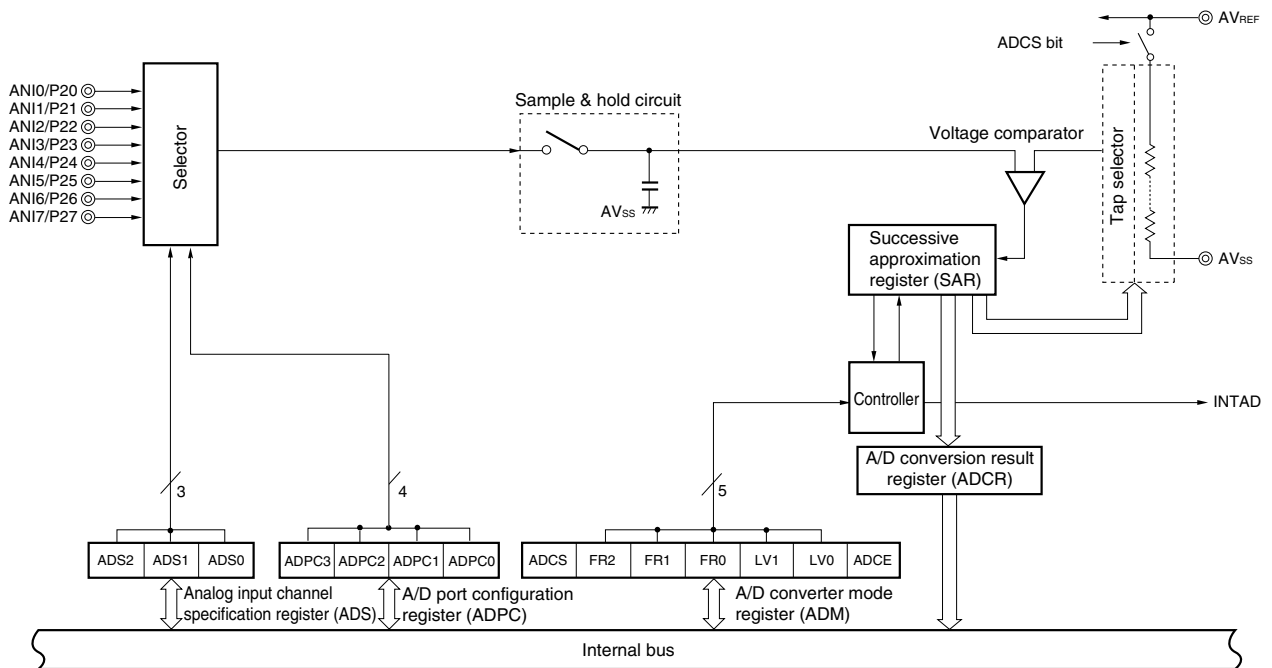 AVREF
ADCS bit
ANI0/P20
ANI1/P21
ANI2/P22
ANI3/P23
ANI4/P24
ANI5/P25
ANI6/P26
ANI7/P27
Selector
Sample & hold circuit
AVSS
Voltage comparator
Tap selector
AVSS
Successive
approximation
register (SAR)
Controller
INTAD
A/D conversion result
register (ADCR)
3
4
5
ADS2 ADS1 ADS0
ADPC3 ADPC2 ADPC1 ADPC0
ADCS FR2 FR1 FR0 LV1 LV0 ADCE
Analog input channel
specification register (ADS)
A/D port configuration
register (ADPC)
A/D converter mode
register (ADM)
Internal bus